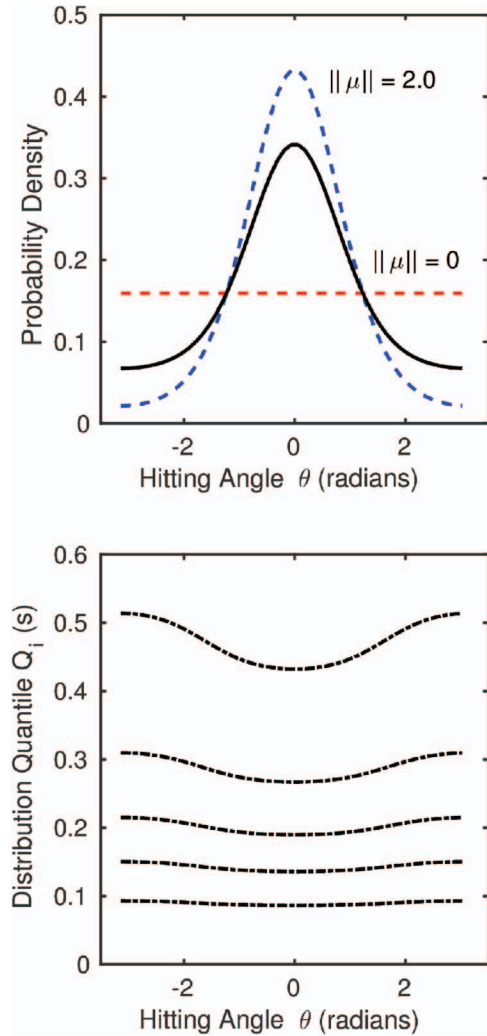 0.5
0.4
0.3
0.2
0.1
0
Probability Density
|| μ|| = 2.0
|| μ|| = 0
-2 0 2
Hitting Angle θ (radians)
0.6
0.5
0.4
0.3
0.2
0.1
0
Distribution Quantile Q_i (s)
-2 0 2
Hitting Angle θ (radians)